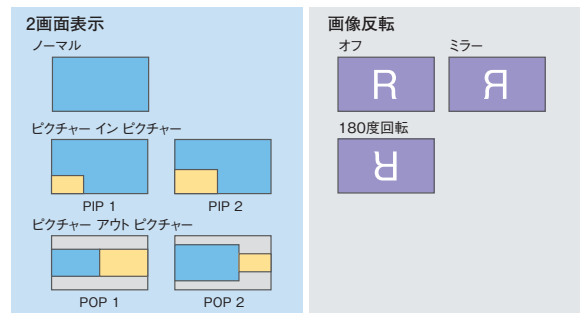 2画面表示
ノーマル
ピクチャー イン ピクチャー
PIP 1
PIP 2
ピクチャー アウト ピクチャー
POP 1
POP 2
画像反転
オフ
ミラー
R
Я
180度回転
ꓤ